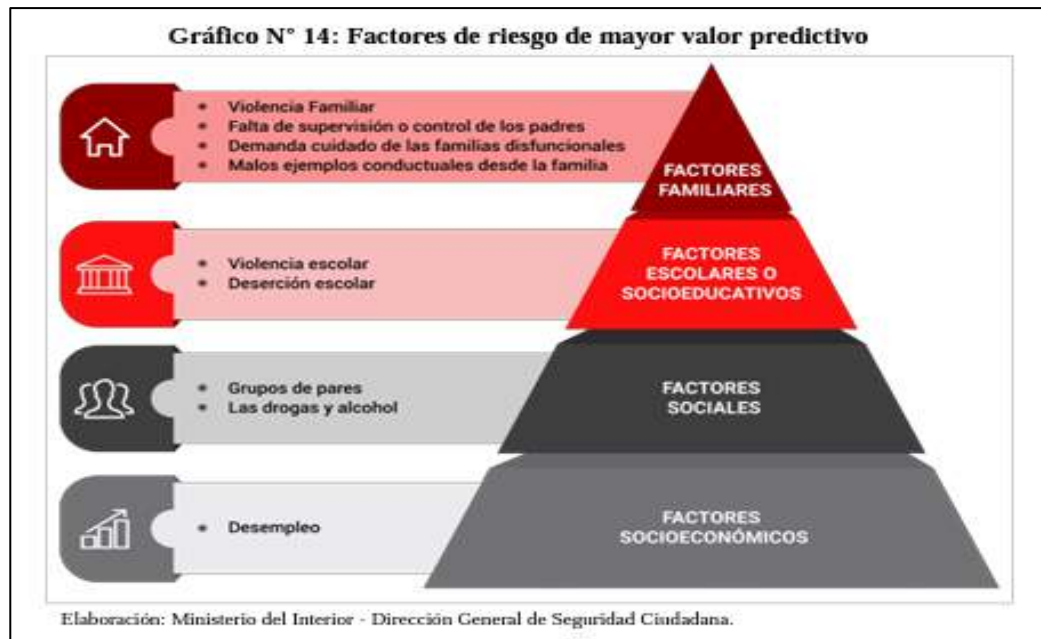 Gráfico N° 14: Factores de riesgo de mayor valor predictivo
• Violencia Familiar
• Falta de supervisión o control de los padres
• Demanda cuidado de las familias disfuncionales
• Malos ejemplos conductuales desde la familia
FACTORES
FAMILIARES
• Violencia escolar
• Deserción escolar
FACTORES
ESCOLARES O
SOCIOEDUCATIVOS
• Grupos de pares
• Las drogas y alcohol
FACTORES
SOCIALES
• Desempleo
FACTORES
SOCIOECONÓMICOS
Elaboración: Ministerio del Interior - Dirección General de Seguridad Ciudadana.